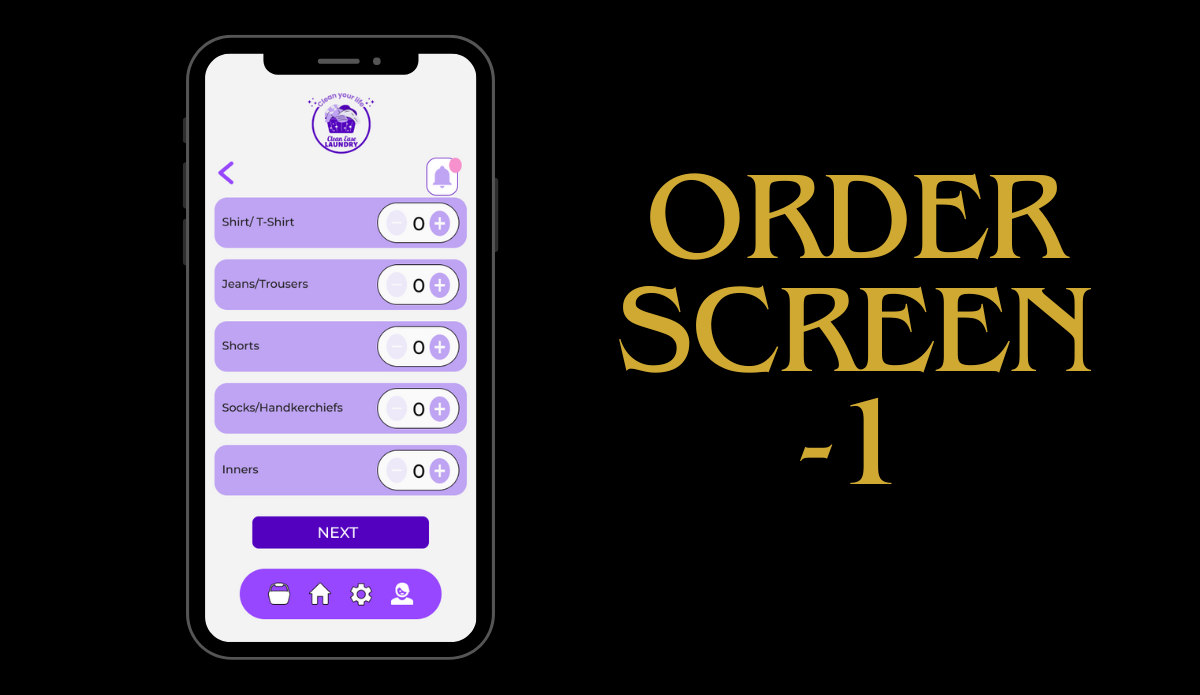 Clean your life
Clean Ease
LAUNDRY
Shirt/ T-Shirt
0
Jeans/Trousers
0
Shorts
0
Socks/Handkerchiefs
0
Inners
0
NEXT
ORDER
SCREEN
-1